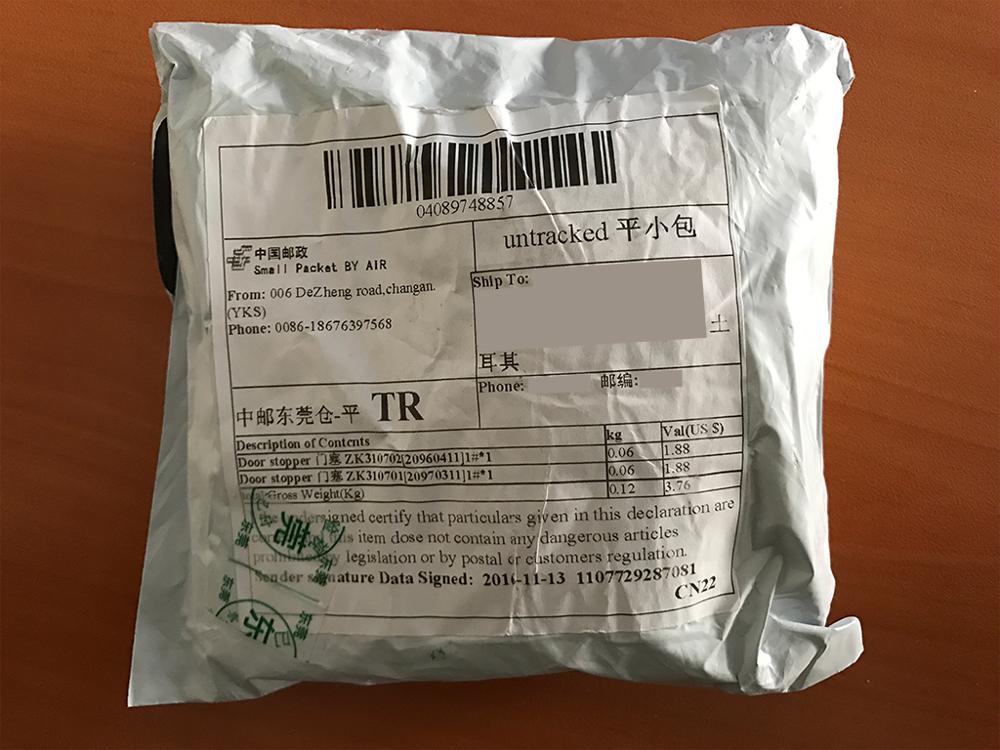 04089748857
untracked 平小包
中国邮政
Small Packet BY AIR
From: 006 DeZheng road,changan.
(YKS)
Phone: 0086-18676397568
Ship To:
土
耳其
Phone:
邮编:
中邮东莞仓-平 TR
Description of Contents kg Val(US $)
Door stopper 门塞 ZK310702[20960411]1#*1 0.06 1.88
Door stopper 门塞 ZK310701[20970311]1#*1 0.06 1.88
Gross Weight(Kg) 0.12 3.76
signed certify that particulars given in this declaration are
this item dose not contain any dangerous articles
by legislation or by postal or customers regulation.
Sender signature Data Signed: 2016-11-13 1107729287081
CN22